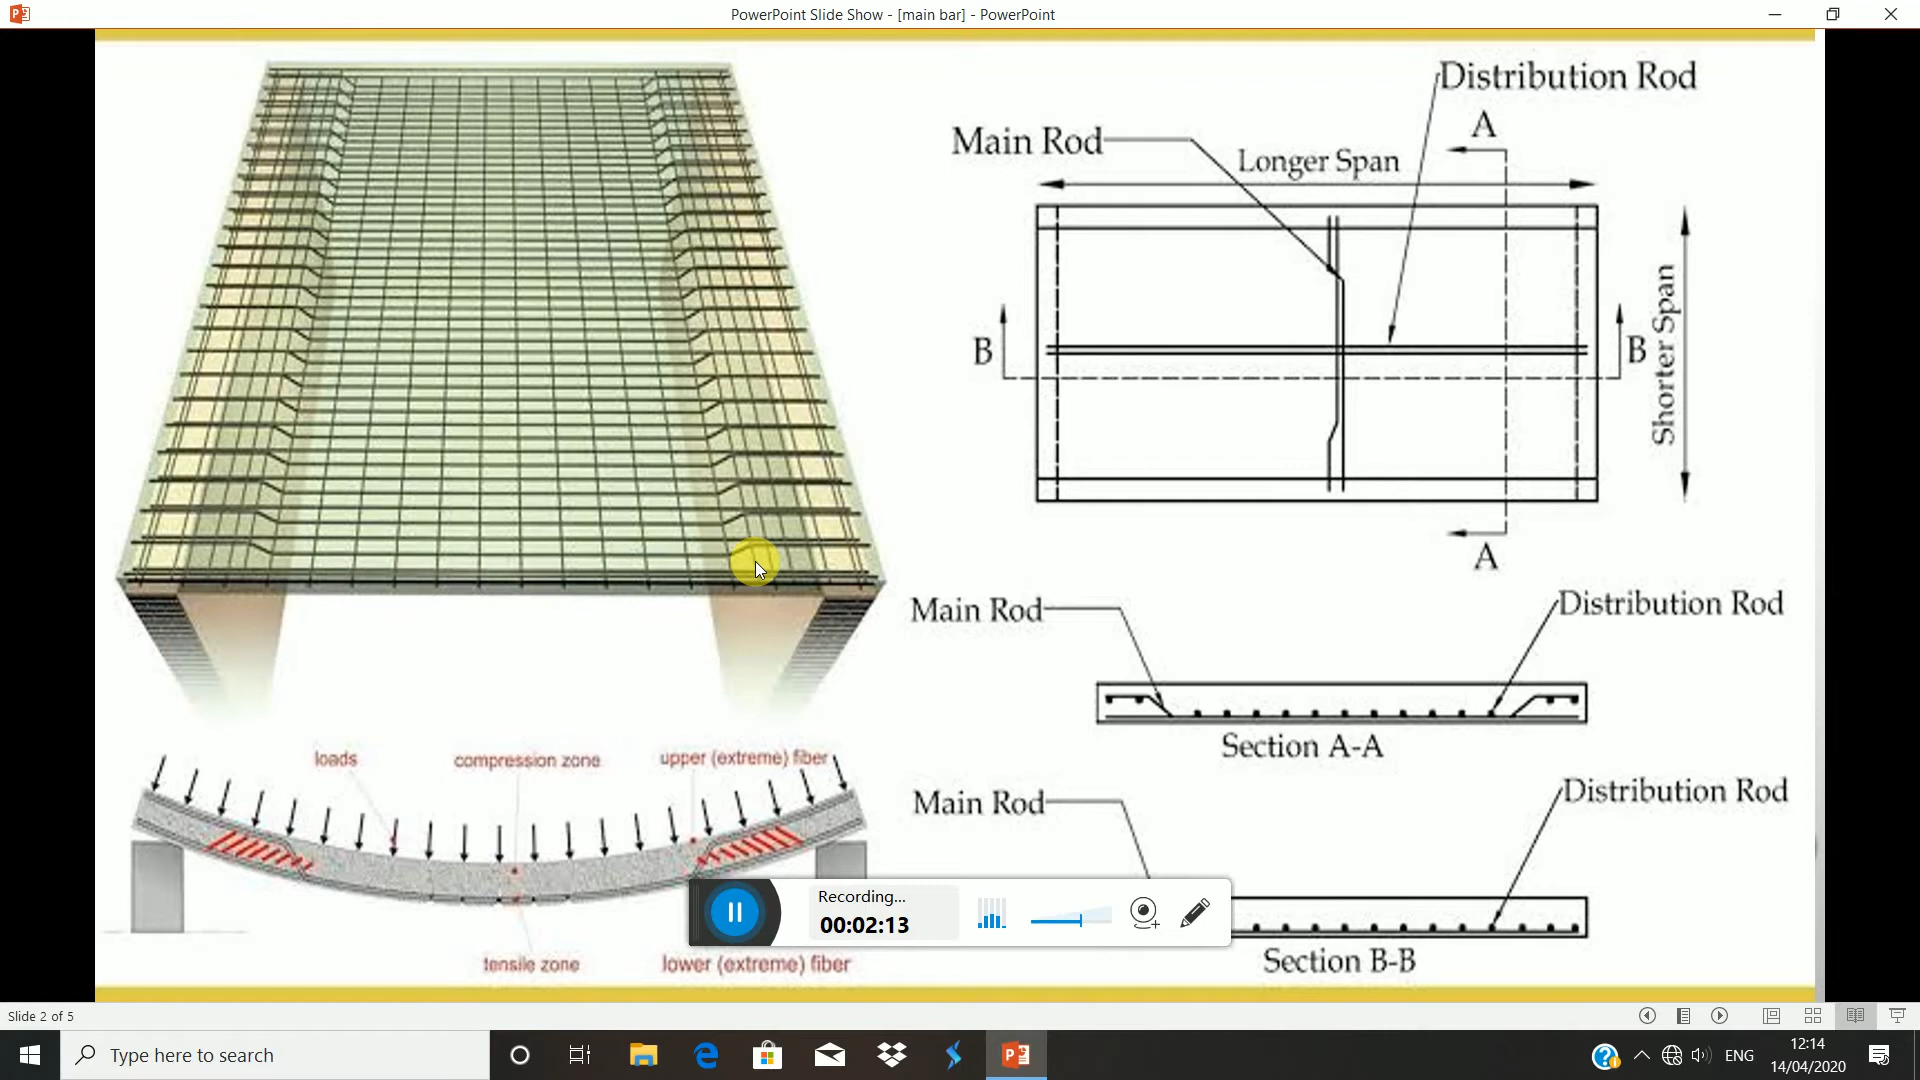 PowerPoint Slide Show - [main bar] - PowerPoint
Distribution Rod
A
Main Rod
Longer Span
B
B
Shorter Span
A
Main Rod
Distribution Rod
Section A-A
loads
compression zone
upper (extreme) fiber
Main Rod
Distribution Rod
Recording...
00:02:13
tensile zone
lower (extreme) fiber
Section B-B
Slide 2 of 5
Type here to search
ENG
12:14
14/04/2020